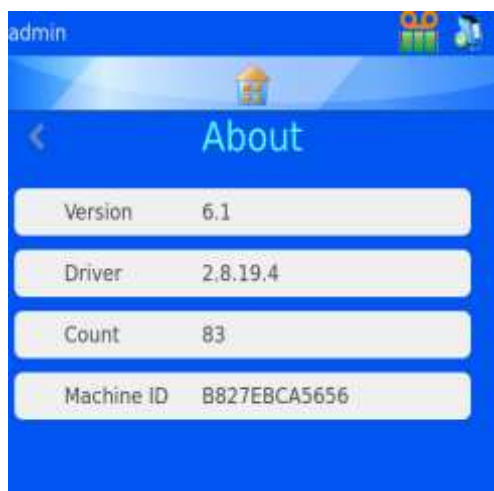 admin
About
Version 6.1
Driver 2.8.19.4
Count 83
Machine ID B827EBCA5656